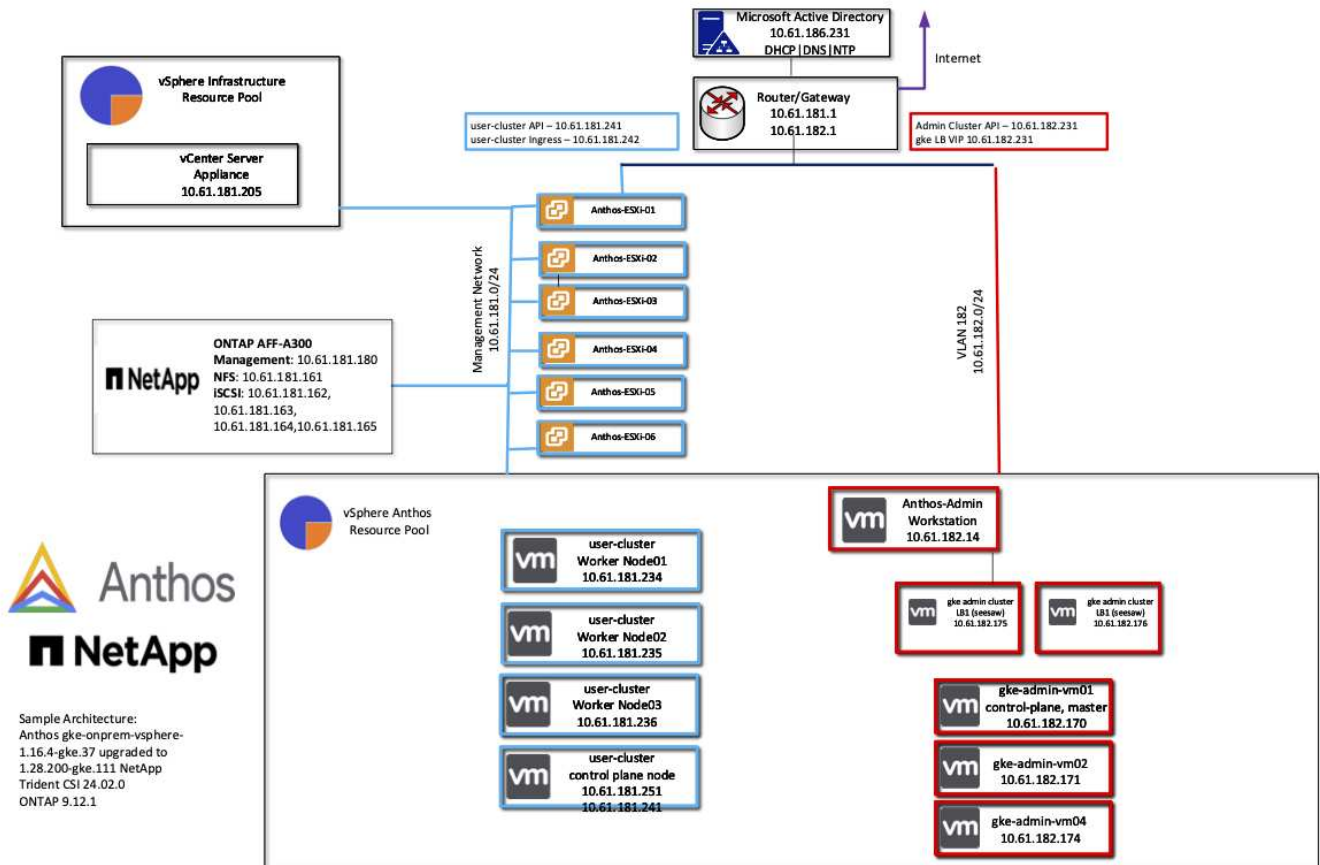 Microsoft Active Directory
10.61.186.231
DHCP|DNS|NTP
Internet
vSphere Infrastructure
Resource Pool
Router/Gateway
10.61.181.1
10.61.182.1
user-cluster API – 10.61.181.241
user-cluster Ingress – 10.61.181.242
Admin Cluster API – 10.61.182.231
gke LB VIP 10.61.182.231
vCenter Server
Appliance
10.61.181.205
Anthos-ESXi-01
Anthos-ESXi-02
Anthos-ESXi-03
Anthos-ESXi-04
Anthos-ESXi-05
Anthos-ESXi-06
Management Network
10.61.181.0/24
VLAN 182
10.61.182.0/24
NetApp
ONTAP AFF-A300
Management: 10.61.181.180
NFS: 10.61.181.161
iSCSI: 10.61.181.162,
10.61.181.163,
10.61.181.164,10.61.181.165
vSphere Anthos
Resource Pool
vm
Anthos-Admin
Workstation
10.61.182.14
vm
user-cluster
Worker Node01
10.61.181.234
vm
gke admin cluster
LB1 (seesaw)
10.61.182.175
vm
gke admin cluster
LB1 (seesaw)
10.61.182.176
vm
user-cluster
Worker Node02
10.61.181.235
vm
user-cluster
Worker Node03
10.61.181.236
vm
gke-admin-vm01
control-plane, master
10.61.182.170
vm
user-cluster
control plane node
10.61.181.251
10.61.181.241
vm
gke-admin-vm02
10.61.182.171
vm
gke-admin-vm04
10.61.182.174
Anthos
NetApp
Sample Architecture:
Anthos gke-onprem-vsphere-
1.16.4-gke.37 upgraded to
1.28.200-gke.111 NetApp
Trident CSI 24.02.0
ONTAP 9.12.1